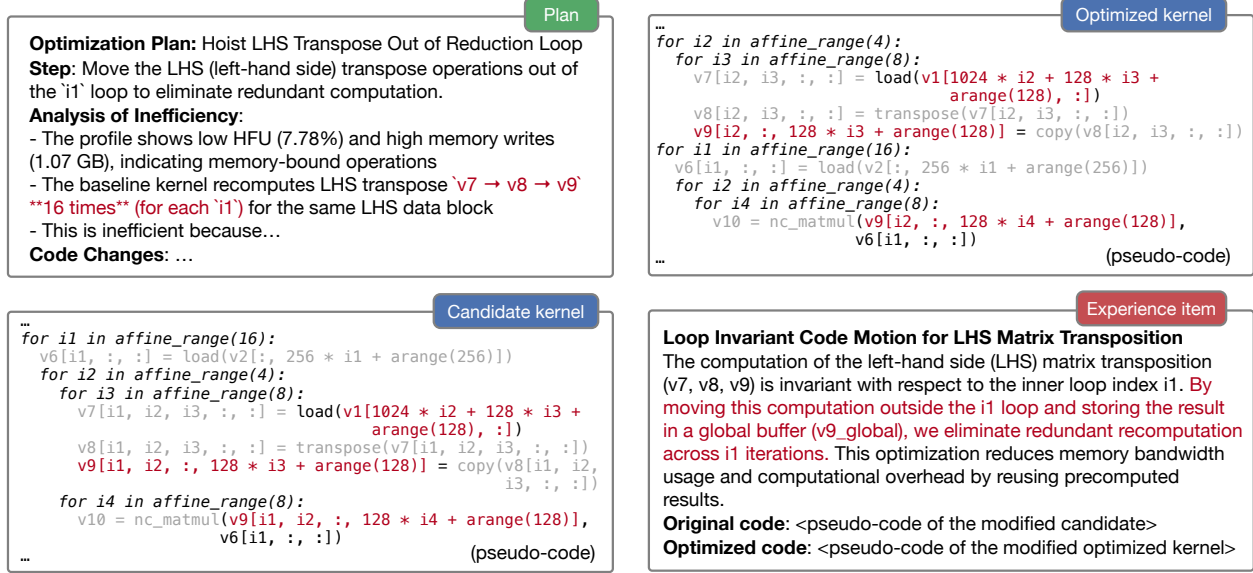 Plan
Optimization Plan: Hoist LHS Transpose Out of Reduction Loop
Step: Move the LHS (left-hand side) transpose operations out of
the `i1` loop to eliminate redundant computation.
Analysis of Inefficiency:
- The profile shows low HFU (7.78%) and high memory writes
(1.07 GB), indicating memory-bound operations
- The baseline kernel recomputes LHS transpose `v7 → v8 → v9`
**16 times** (for each `i1`) for the same LHS data block
- This is inefficient because…
Code Changes: …
Optimized kernel
…
for i2 in affine_range(4):
for i3 in affine_range(8):
v7[i2, i3, :, :] = load(v1[1024 * i2 + 128 * i3 +
arange(128), :])
v8[i2, i3, :, :] = transpose(v7[i2, i3, :, :])
v9[i2, :, 128 * i3 + arange(128)] = copy(v8[i2, i3, :, :])
for i1 in affine_range(16):
v6[i1, :, :] = load(v2[:, 256 * i1 + arange(256)])
for i2 in affine_range(4):
for i4 in affine_range(8):
v10 = nc_matmul(v9[i2, :, 128 * i4 + arange(128)],
v6[i1, :, :])
(pseudo-code)
…
Candidate kernel
…
for i1 in affine_range(16):
v6[i1, :, :] = load(v2[:, 256 * i1 + arange(256)])
for i2 in affine_range(4):
for i3 in affine_range(8):
v7[i1, i2, i3, :, :] = load(v1[1024 * i2 + 128 * i3 +
arange(128), :])
v8[i1, i2, i3, :, :] = transpose(v7[i1, i2, i3, :, :])
v9[i1, i2, :, 128 * i3 + arange(128)] = copy(v8[i1, i2,
i3, :, :])
for i4 in affine_range(8):
v10 = nc_matmul(v9[i1, i2, :, 128 * i4 + arange(128)],
v6[i1, :, :])
(pseudo-code)
…
Experience item
Loop Invariant Code Motion for LHS Matrix Transposition
The computation of the left-hand side (LHS) matrix transposition
(v7, v8, v9) is invariant with respect to the inner loop index i1. By
moving this computation outside the i1 loop and storing the result
in a global buffer (v9_global), we eliminate redundant recomputation
across i1 iterations. This optimization reduces memory bandwidth
usage and computational overhead by reusing precomputed
results.
Original code: <pseudo-code of the modified candidate>
Optimized code: <pseudo-code of the modified optimized kernel>